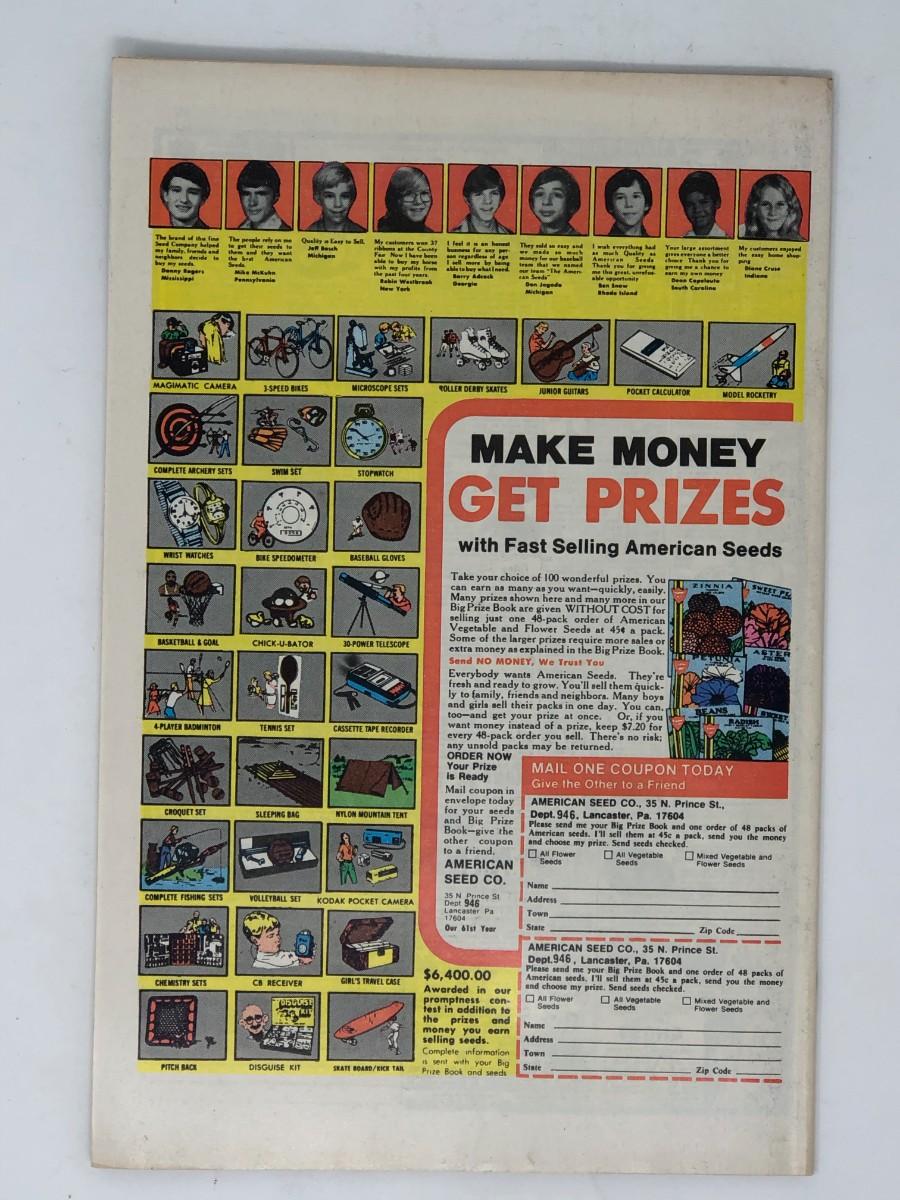 The brand of this fine
Seed Company helped
my family, friends and
neighbors decide to
buy my seeds.
Danny Rogers
Mississippi
The people rely on me
to get their seeds to
them and they want
the best American
Seeds.
Mike McKuhn
Pennsylvania
Quality is Easy to Sell.
Jeff Bosch
Michigan
My customers won 37
ribbons at the County
Fair Now I have been
able to buy my horse
with my profits from
the past four years.
Robin Westbrook
New York
I feel it is an honest
business for any per-
son regardless of age
I sell more by being
able to buy what I need.
Barry Adcock
Georgia
They sold so easy and
we made so much
money for our baseball
team that we named
our team "The Ameri-
can Seeds"
Don Jagoda
Michigan
I wish everything had
as much Quality as
American Seeds
Thank you for giving
me this great, unforget-
able opportunity
Ben Snow
Rhode Island
Your large assortment
gives everyone a better
choice Thank you for
giving me a chance to
earn my own money
Dean Capeloute
South Carolina
My customers enjoyed
the easy home shop-
ping
Diane Cruse
Indiana
MAGIMATIC CAMERA
3-SPEED BIKES
MICROSCOPE SETS
ROLLER DERBY SKATES
JUNIOR GUITARS
POCKET CALCULATOR
MODEL ROCKETRY
COMPLETE ARCHERY SETS
SWIM SET
STOPWATCH
WRIST WATCHES
BIKE SPEEDOMETER
BASEBALL GLOVES
BASKETBALL & GOAL
CHICK-U-BATOR
30-POWER TELESCOPE
4-PLAYER BADMINTON
TENNIS SET
CASSETTE TAPE RECORDER
CROQUET SET
SLEEPING BAG
NYLON MOUNTAIN TENT
COMPLETE FISHING SETS
VOLLEYBALL SET
KODAK POCKET CAMERA
CHEMISTRY SETS
CB RECEIVER
GIRL'S TRAVEL CASE
PITCH BACK
DISGUISE KIT
SKATE BOARD/KICK TAIL
MAKE MONEY
GET PRIZES
with Fast Selling American Seeds
Take your choice of 100 wonderful prizes. You
can earn as many as you want—quickly, easily.
Many prizes shown here and many more in our
Big Prize Book are given WITHOUT COST for
selling just one 48-pack order of American
Vegetable and Flower Seeds at 45¢ a pack.
Some of the larger prizes require more sales or
extra money as explained in the Big Prize Book.
Send NO MONEY, We Trust You
Everybody wants American Seeds. They're
fresh and ready to grow. You'll sell them quick-
ly to family, friends and neighbors. Many boys
and girls sell their packs in one day. You can,
too—and get your prize at once. Or, if you
want money instead of a prize, keep $7.20 for
every 48-pack order you sell. There's no risk;
any unsold packs may be returned.
ZINNIA
SWEET PE
PETUNIA
ASTER
BEANS
RADISH
SWEET
ORDER NOW
Your Prize
is Ready
Mail coupon in
envelope today
for your seeds
and Big Prize
Book—give the
other coupon
to a friend.
AMERICAN
SEED CO.
35 N Prince St
Dept 946
Lancaster Pa
17604
Our 61st Year
$6,400.00
Awarded in our
promptness con-
test in addition to
the prizes and
money you earn
selling seeds.
Complete information
is sent with your Big
Prize Book and seeds
MAIL ONE COUPON TODAY
Give the Other to a Friend
AMERICAN SEED CO., 35 N. Prince St.,
Dept. 946, Lancaster, Pa. 17604
Please send me your Big Prize Book and one order of 48 packs of
American seeds. I'll sell them at 45c a pack, send you the money
and choose my prize. Send seeds checked.
All Flower
Seeds
All Vegetable
Seeds
Mixed Vegetable and
Flower Seeds
Name
Address
Town
State Zip Code
AMERICAN SEED CO., 35 N. Prince St.
Dept. 946, Lancaster, Pa. 17604
Please send me your Big Prize Book and one order of 48 packs of
American seeds. I'll sell them at 45c a pack, send you the money
and choose my prize. Send seeds checked.
All Flower
Seeds
All Vegetable
Seeds
Mixed Vegetable and
Flower Seeds
Name
Address
Town
State Zip Code